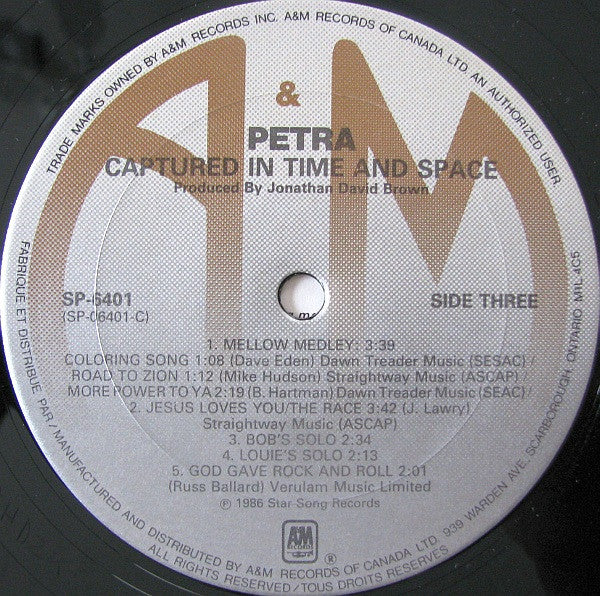 TRADE MARKS OWNED BY A&M RECORDS INC. A&M RECORDS OF CANADA LTD. AN AUTHORIZED USER.
&
PETRA
CAPTURED IN TIME AND SPACE
Produced By Jonathan David Brown
SP-6401
(SP-06401-C)
SIDE THREE
1. MELLOW MEDLEY: 3:39
COLORING SONG 1:08 (Dave Eden) Dawn Treader Music (SESAC)/
ROAD TO ZION 1:12 (Mike Hudson) Straightway Music (ASCAP)/
MORE POWER TO YA 2:19 (B. Hartman) Dawn Treader Music (SEAC)/
2. JESUS LOVES YOU/THE RACE 3:42 (J. Lawry)
Straightway Music (ASCAP)
3. BOB'S SOLO 2:34
4. LOUIE'S SOLO 2:13
5. GOD GAVE ROCK AND ROLL 2:01
(Russ Ballard) Verulam Music Limited
℗ 1986 Star Song Records
A&M
RECORDS
®
FABRIQUE ET DISTRIBUE PAR/MANUFACTURED AND DISTRIBUTED BY A&M RECORDS OF CANADA LTD. 939 WARDEN AVE. SCARBOROUGH ONTARIO M1L 4C5
ALL RIGHTS RESERVED/TOUS DROITS RESERVES